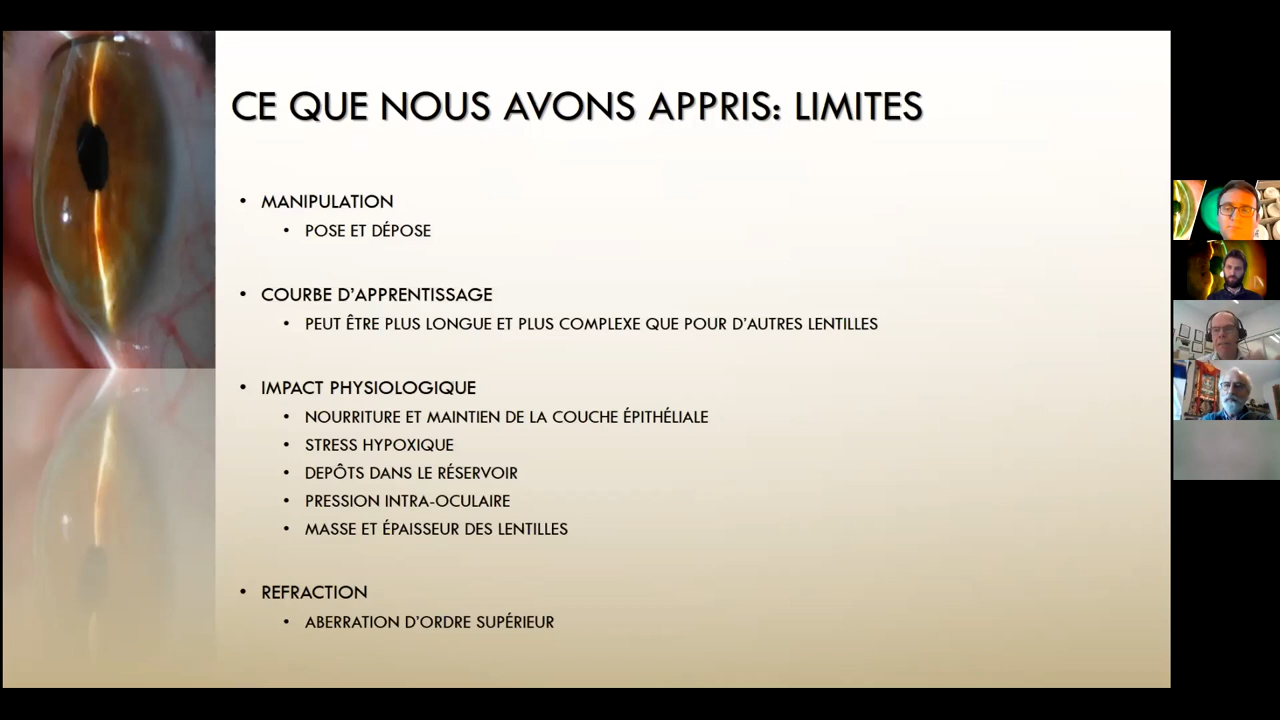 CE QUE NOUS AVONS APPRIS: LIMITES
• MANIPULATION
• POSE ET DÉPOSE
• COURBE D'APPRENTISSAGE
• PEUT ÊTRE PLUS LONGUE ET PLUS COMPLEXE QUE POUR D'AUTRES LENTILLES
• IMPACT PHYSIOLOGIQUE
• NOURRITURE ET MAINTIEN DE LA COUCHE ÉPITHÉLIALE
• STRESS HYPOXIQUE
• DEPÔTS DANS LE RÉSERVOIR
• PRESSION INTRA-OCULAIRE
• MASSE ET ÉPAISSEUR DES LENTILLES
• REFRACTION
• ABERRATION D'ORDRE SUPÉRIEUR